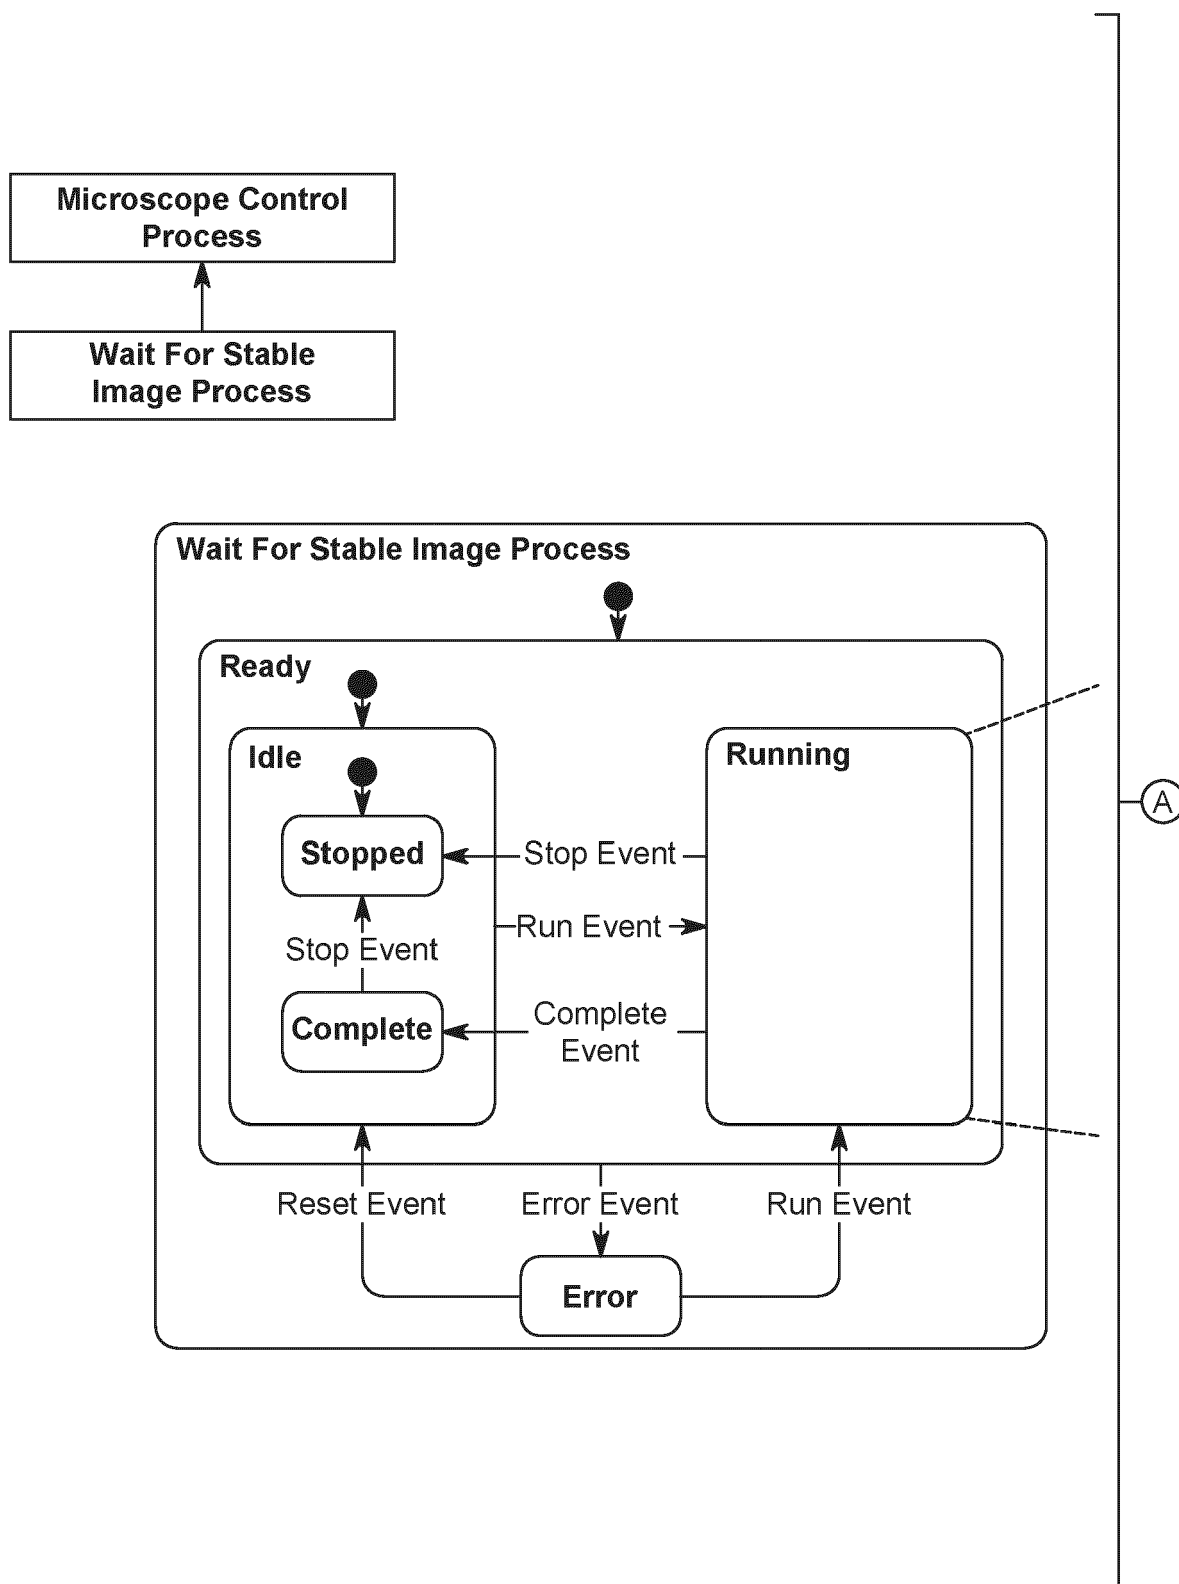 Microscope Control
Process
Wait For Stable
Image Process
Wait For Stable Image Process
Ready
Idle
Running
A
Stopped
Stop Event
Run Event
Stop Event
Complete
Complete
Event
Reset Event
Error Event
Run Event
Error